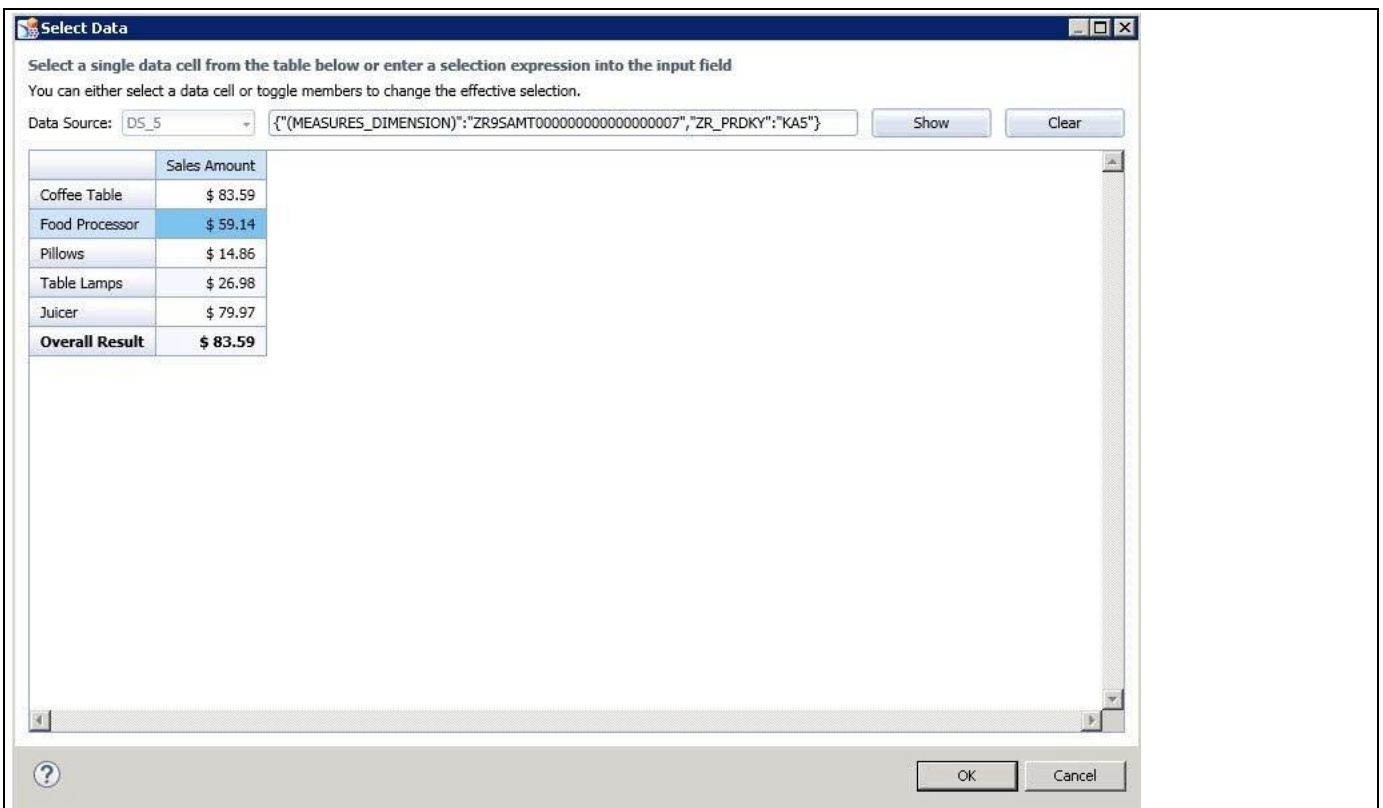 Select Data
Select a single data cell from the table below or enter a selection expression into the input field
You can either select a data cell or toggle members to change the effective selection.
Data Source: DS_5 {"(MEASURES_DIMENSION)":"ZR9SAMT000000000000000007","ZR_PRDKY":"KA5"} Show Clear
Sales Amount
Coffee Table $ 83.59
Food Processor $ 59.14
Pillows $ 14.86
Table Lamps $ 26.98
Juicer $ 79.97
Overall Result $ 83.59
? OK Cancel